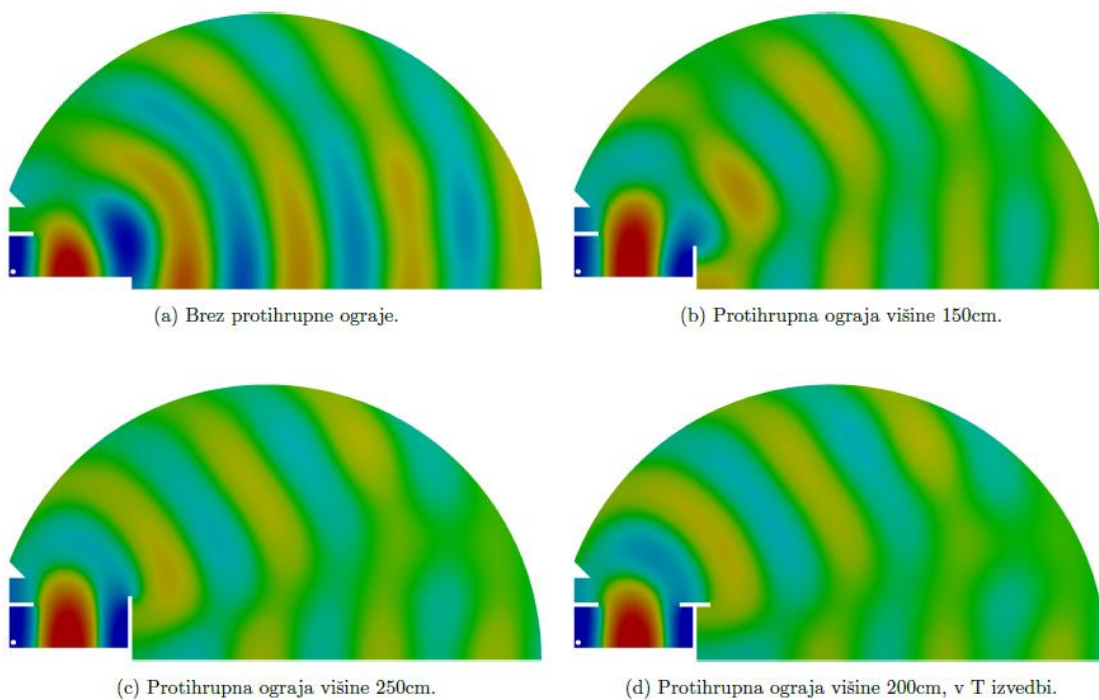 (a) Brez protihrupne ograje.
(b) Protihrupna ograja višine 150cm.
(c) Protihrupna ograja višine 250cm.
(d) Protihrupna ograja višine 200cm, v T izvedbi.